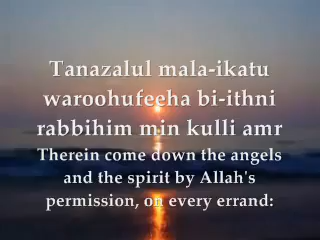 Tanazalul mala-ikatu
waroohufeeha bi-ithni
rabbihim min kulli amr
Therein come down the angels
and the spirit by Allah's
permission, on every errand: